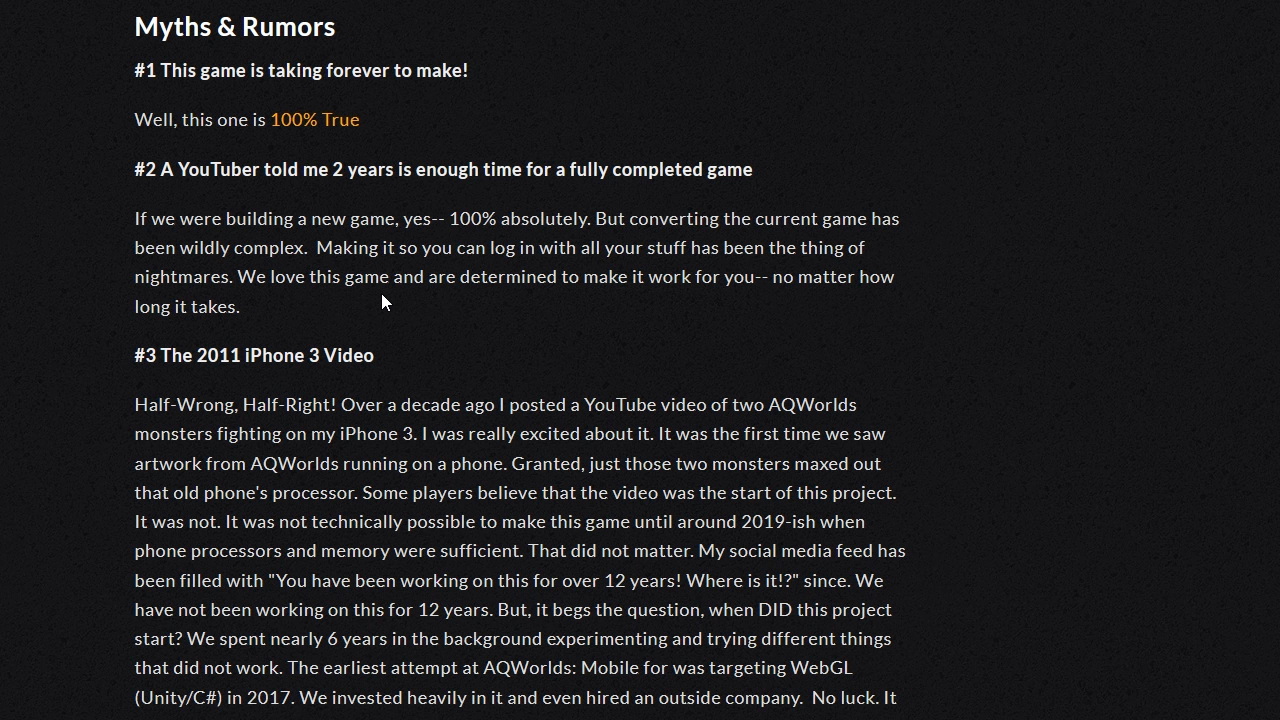 Myths & Rumors
#1 This game is taking forever to make!
Well, this one is 100% True
#2 A YouTuber told me 2 years is enough time for a fully completed game
If we were building a new game, yes-- 100% absolutely. But converting the current game has
been wildly complex.  Making it so you can log in with all your stuff has been the thing of
nightmares. We love this game and are determined to make it work for you-- no matter how
long it takes.
#3 The 2011 iPhone 3 Video
Half-Wrong, Half-Right! Over a decade ago I posted a YouTube video of two AQWorlds
monsters fighting on my iPhone 3. I was really excited about it. It was the first time we saw
artwork from AQWorlds running on a phone. Granted, just those two monsters maxed out
that old phone's processor. Some players believe that the video was the start of this project.
It was not. It was not technically possible to make this game until around 2019-ish when
phone processors and memory were sufficient. That did not matter. My social media feed has
been filled with "You have been working on this for over 12 years! Where is it!?" since. We
have not been working on this for 12 years. But, it begs the question, when DID this project
start? We spent nearly 6 years in the background experimenting and trying different things
that did not work. The earliest attempt at AQWorlds: Mobile for was targeting WebGL
(Unity/C#) in 2017. We invested heavily in it and even hired an outside company.  No luck. It